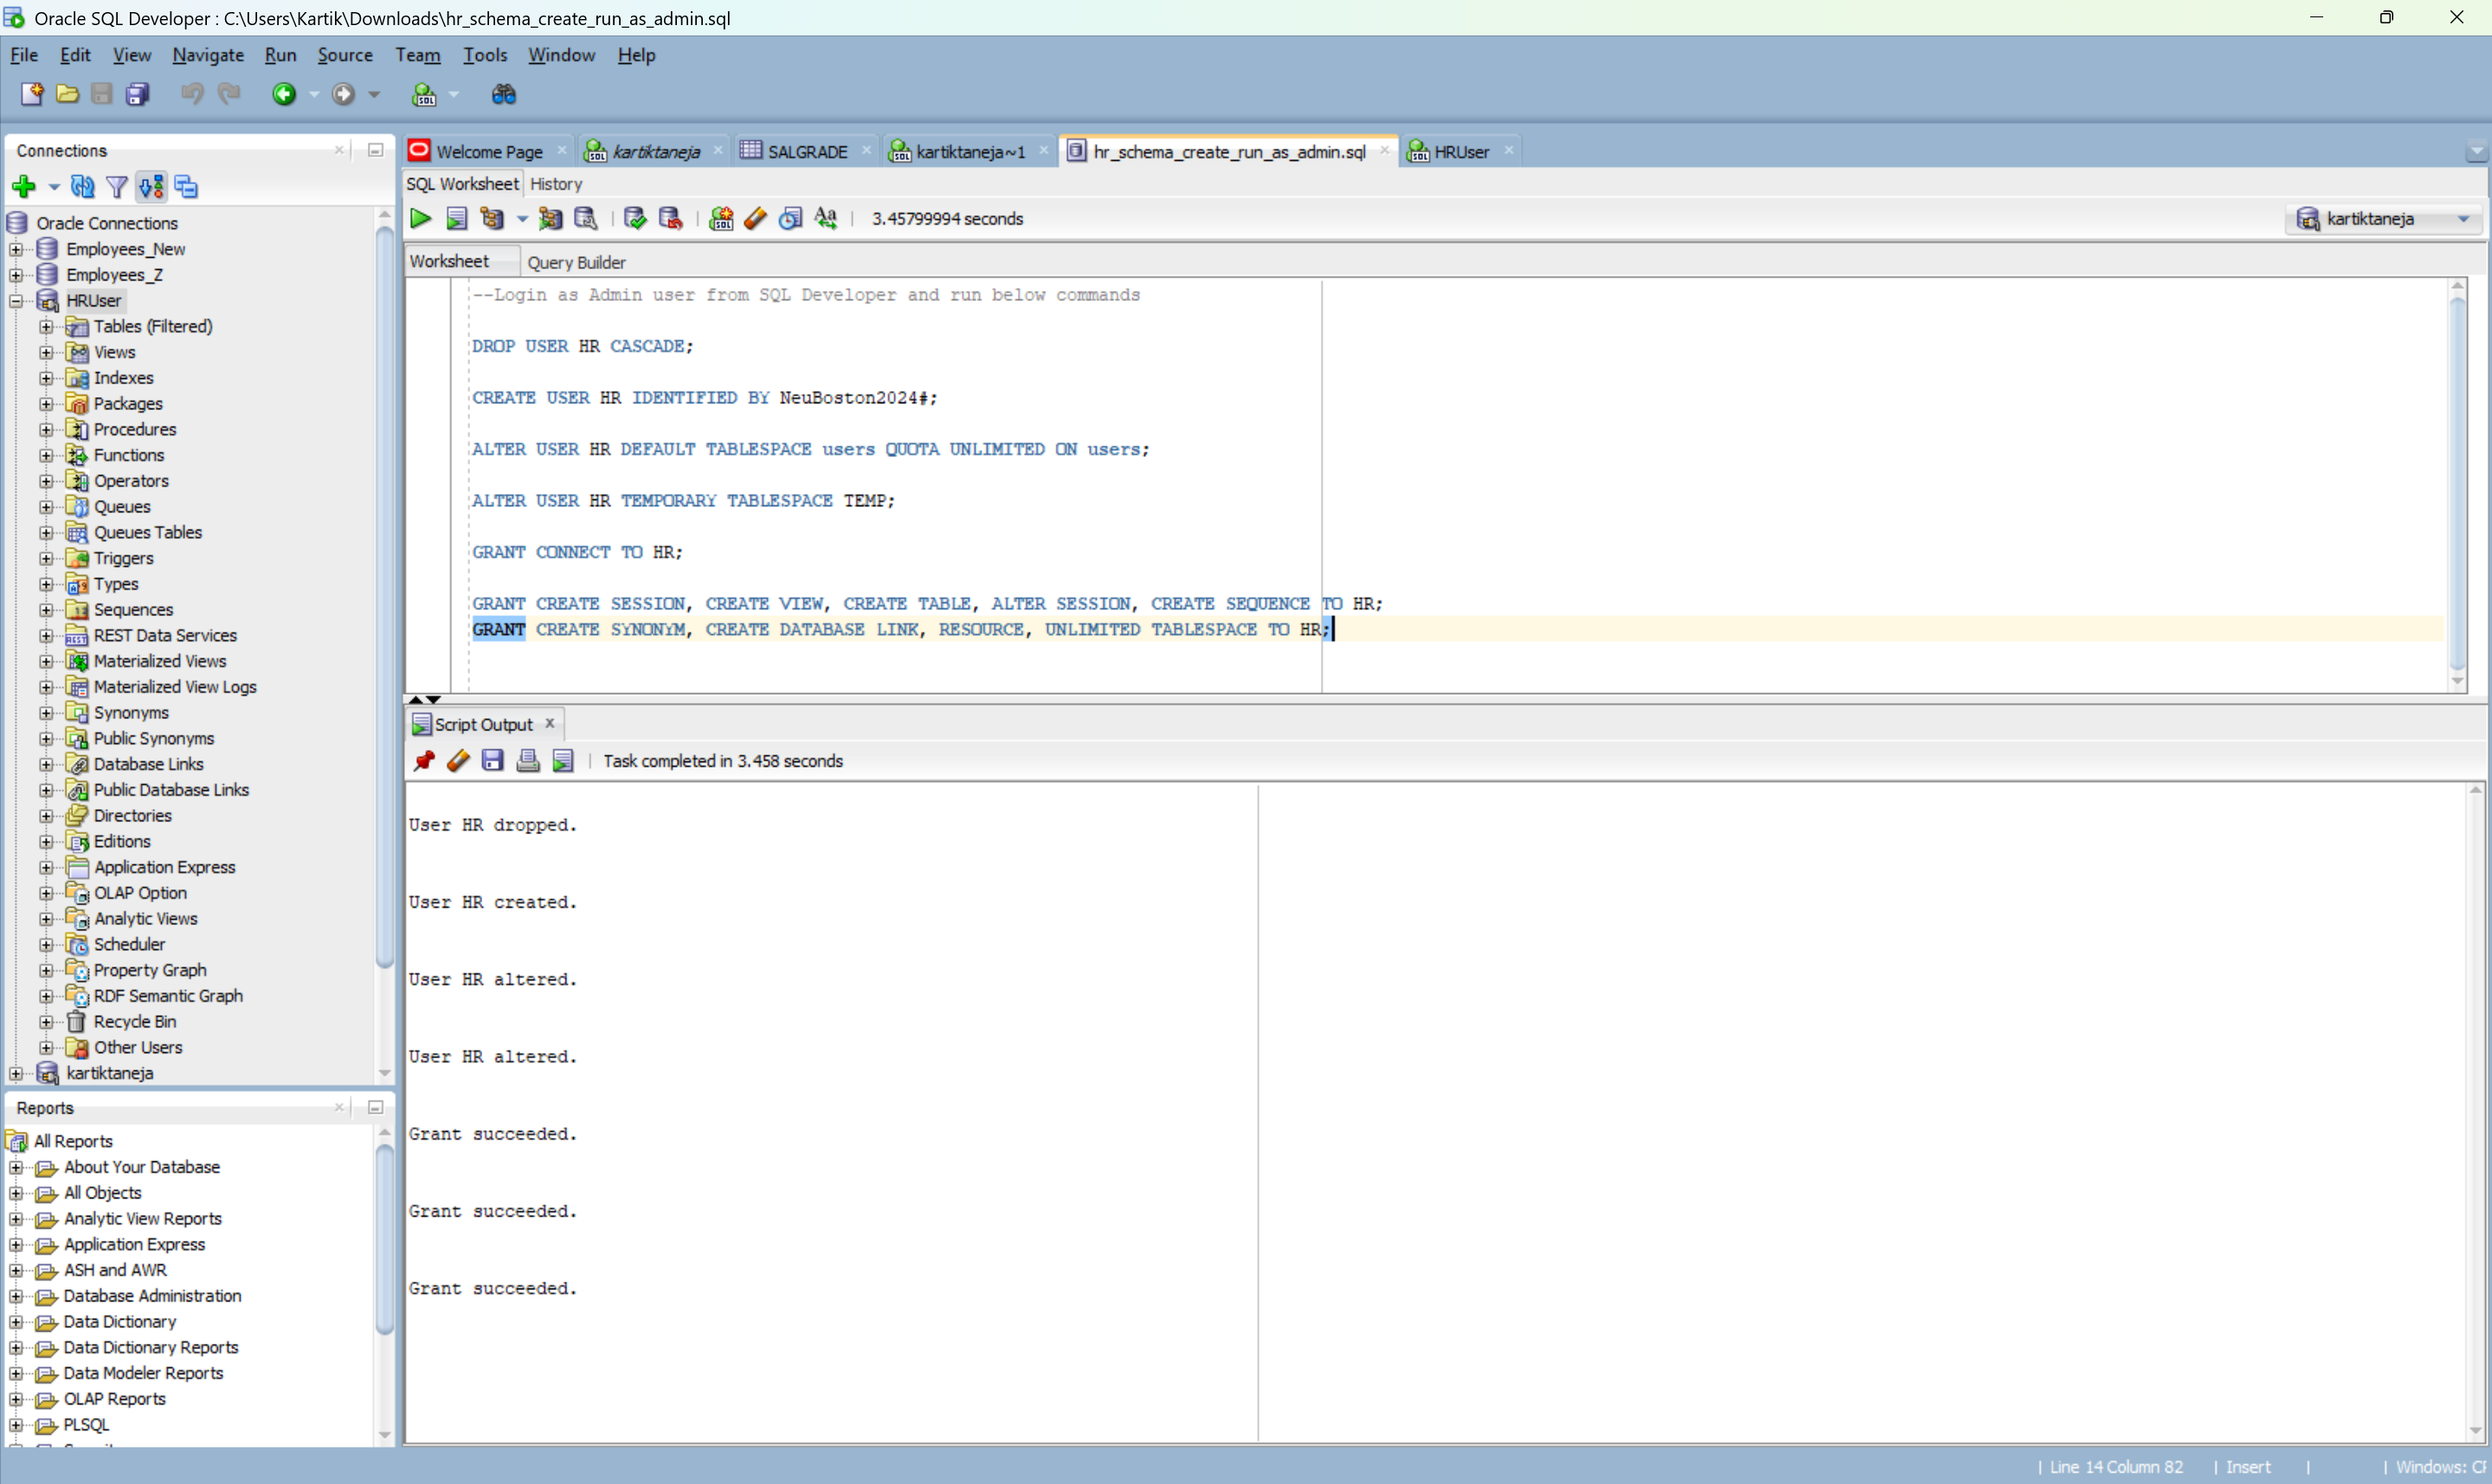 Oracle SQL Developer : C:\Users\Kartik\Downloads\hr_schema_create_run_as_admin.sql
File Edit View Navigate Run Source Team Tools Window Help
Connections
Oracle Connections
Employees_New
Employees_Z
HRUser
Tables (Filtered)
Views
Indexes
Packages
Procedures
Functions
Operators
Queues
Queues Tables
Triggers
Types
Sequences
REST Data Services
Materialized Views
Materialized View Logs
Synonyms
Public Synonyms
Database Links
Public Database Links
Directories
Editions
Application Express
OLAP Option
Analytic Views
Scheduler
Property Graph
RDF Semantic Graph
Recycle Bin
Other Users
kartiktaneja
Reports
All Reports
About Your Database
All Objects
Analytic View Reports
Application Express
ASH and AWR
Database Administration
Data Dictionary
Data Dictionary Reports
Data Modeler Reports
OLAP Reports
PLSQL
Welcome Page kartiktaneja SALGRADE kartiktaneja~1 hr_schema_create_run_as_admin.sql HRUser
SQL Worksheet History
3.45799994 seconds
kartiktaneja
Worksheet Query Builder
--Login as Admin user from SQL Developer and run below commands
DROP USER HR CASCADE;
CREATE USER HR IDENTIFIED BY NeuBoston2024#;
ALTER USER HR DEFAULT TABLESPACE users QUOTA UNLIMITED ON users;
ALTER USER HR TEMPORARY TABLESPACE TEMP;
GRANT CONNECT TO HR;
GRANT CREATE SESSION, CREATE VIEW, CREATE TABLE, ALTER SESSION, CREATE SEQUENCE TO HR;
GRANT CREATE SYNONYM, CREATE DATABASE LINK, RESOURCE, UNLIMITED TABLESPACE TO HR;
Script Output
Task completed in 3.458 seconds
User HR dropped.
User HR created.
User HR altered.
User HR altered.
Grant succeeded.
Grant succeeded.
Grant succeeded.
| Line 14 Column 82 | Insert | | Windows: